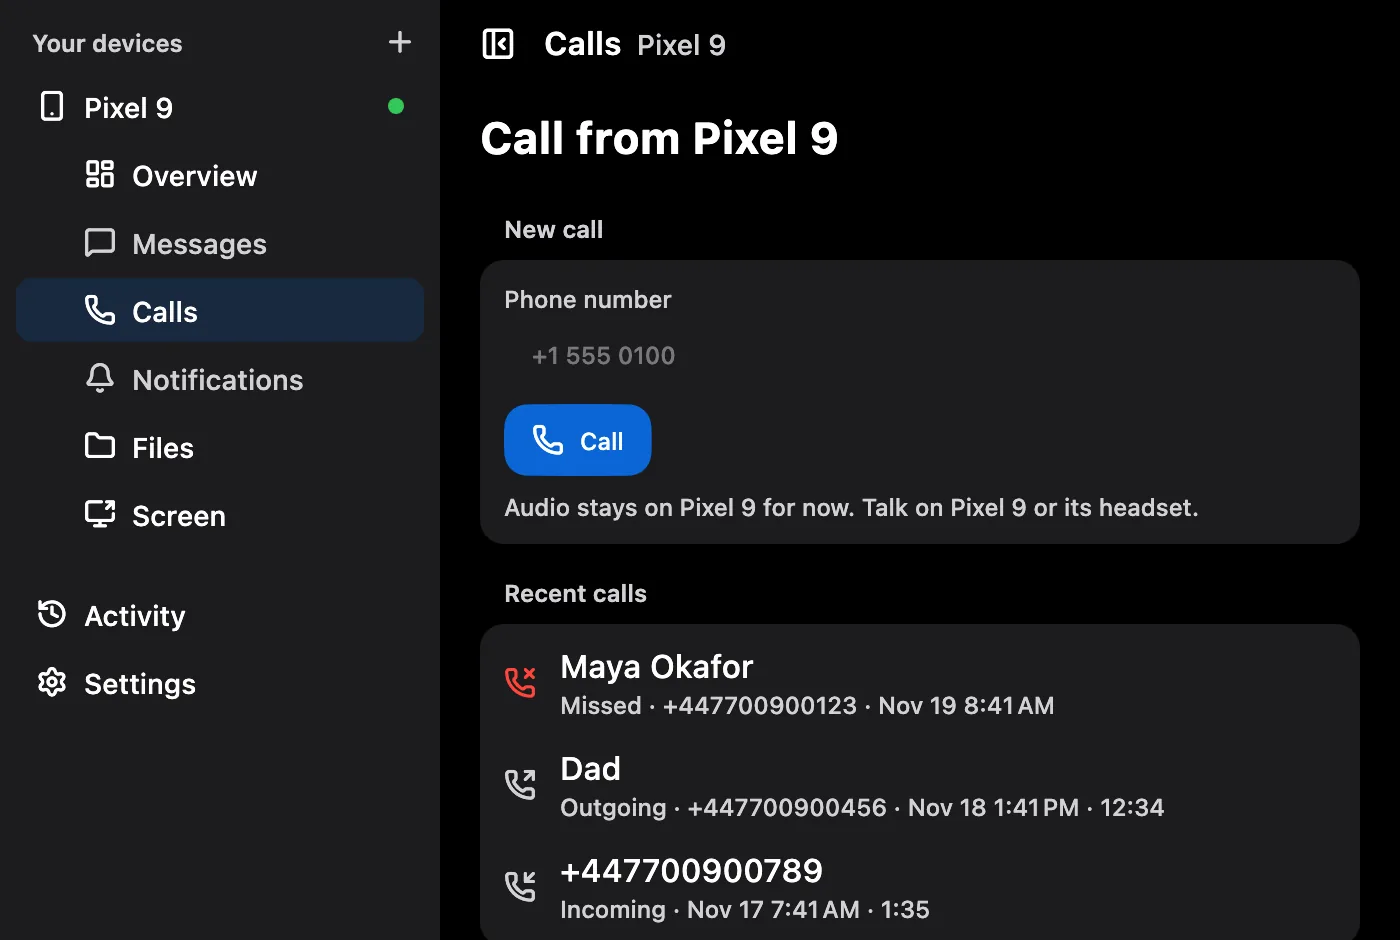 Your devices
Pixel 9
Overview
Messages
Calls
Notifications
Files
Screen
Activity
Settings
Calls Pixel 9
Call from Pixel 9
New call
Phone number
+1 555 0100
Call
Audio stays on Pixel 9 for now. Talk on Pixel 9 or its headset.
Recent calls
Maya Okafor
Missed · +447700900123 · Nov 19 8:41 AM
Dad
Outgoing · +447700900456 · Nov 18 1:41 PM · 12:34
+447700900789
Incoming · Nov 17 7:41 AM · 1:35